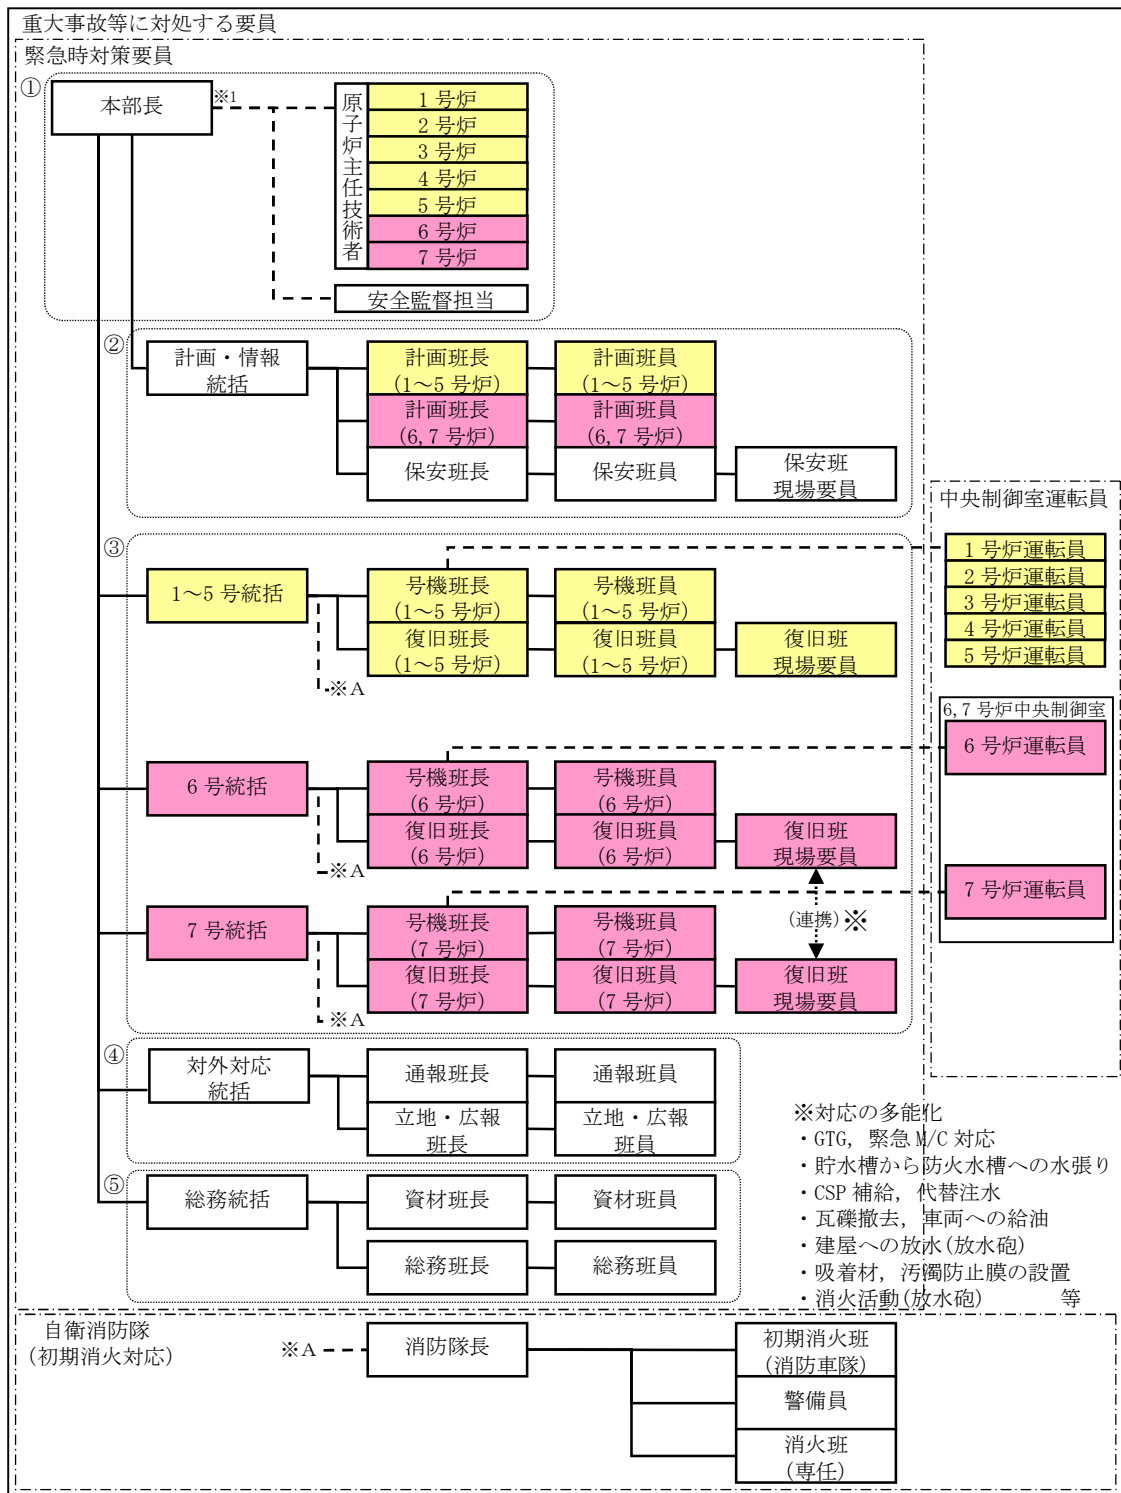 重大事故等に対処する要員
緊急時対策要員
①
本部長
※1
原子炉主任技術者
1 号炉
2 号炉
3 号炉
4 号炉
5 号炉
6 号炉
7 号炉
安全監督担当
②
計画・情報
統括
計画班長
(1～5 号炉)
計画班員
(1～5 号炉)
計画班長
(6,7 号炉)
計画班員
(6,7 号炉)
保安班長
保安班員
保安班
現場要員
中央制御室運転員
1 号炉運転員
2 号炉運転員
3 号炉運転員
4 号炉運転員
5 号炉運転員
6,7 号炉中央制御室
6 号炉運転員
7 号炉運転員
③
1～5 号統括
号機班長
(1～5 号炉)
号機班員
(1～5 号炉)
復旧班長
(1～5 号炉)
復旧班員
(1～5 号炉)
復旧班
現場要員
※A
6 号統括
号機班長
(6 号炉)
号機班員
(6 号炉)
復旧班長
(6 号炉)
復旧班員
(6 号炉)
復旧班
現場要員
※A
(連携)※
7 号統括
号機班長
(7 号炉)
号機班員
(7 号炉)
復旧班長
(7 号炉)
復旧班員
(7 号炉)
復旧班
現場要員
※A
④
対外対応
統括
通報班長
通報班員
立地・広報
班長
立地・広報
班員
⑤
総務統括
資材班長
資材班員
総務班長
総務班員
※対応の多能化
・GTG, 緊急 M/C 対応
・貯水槽から防火水槽への水張り
・CSP 補給, 代替注水
・瓦礫撤去, 車両への給油
・建屋への放水(放水砲)
・吸着材, 汚濁防止膜の設置
・消火活動(放水砲) 等
自衛消防隊
(初期消火対応)
※A
消防隊長
初期消火班
(消防車隊)
警備員
消火班
(専任)